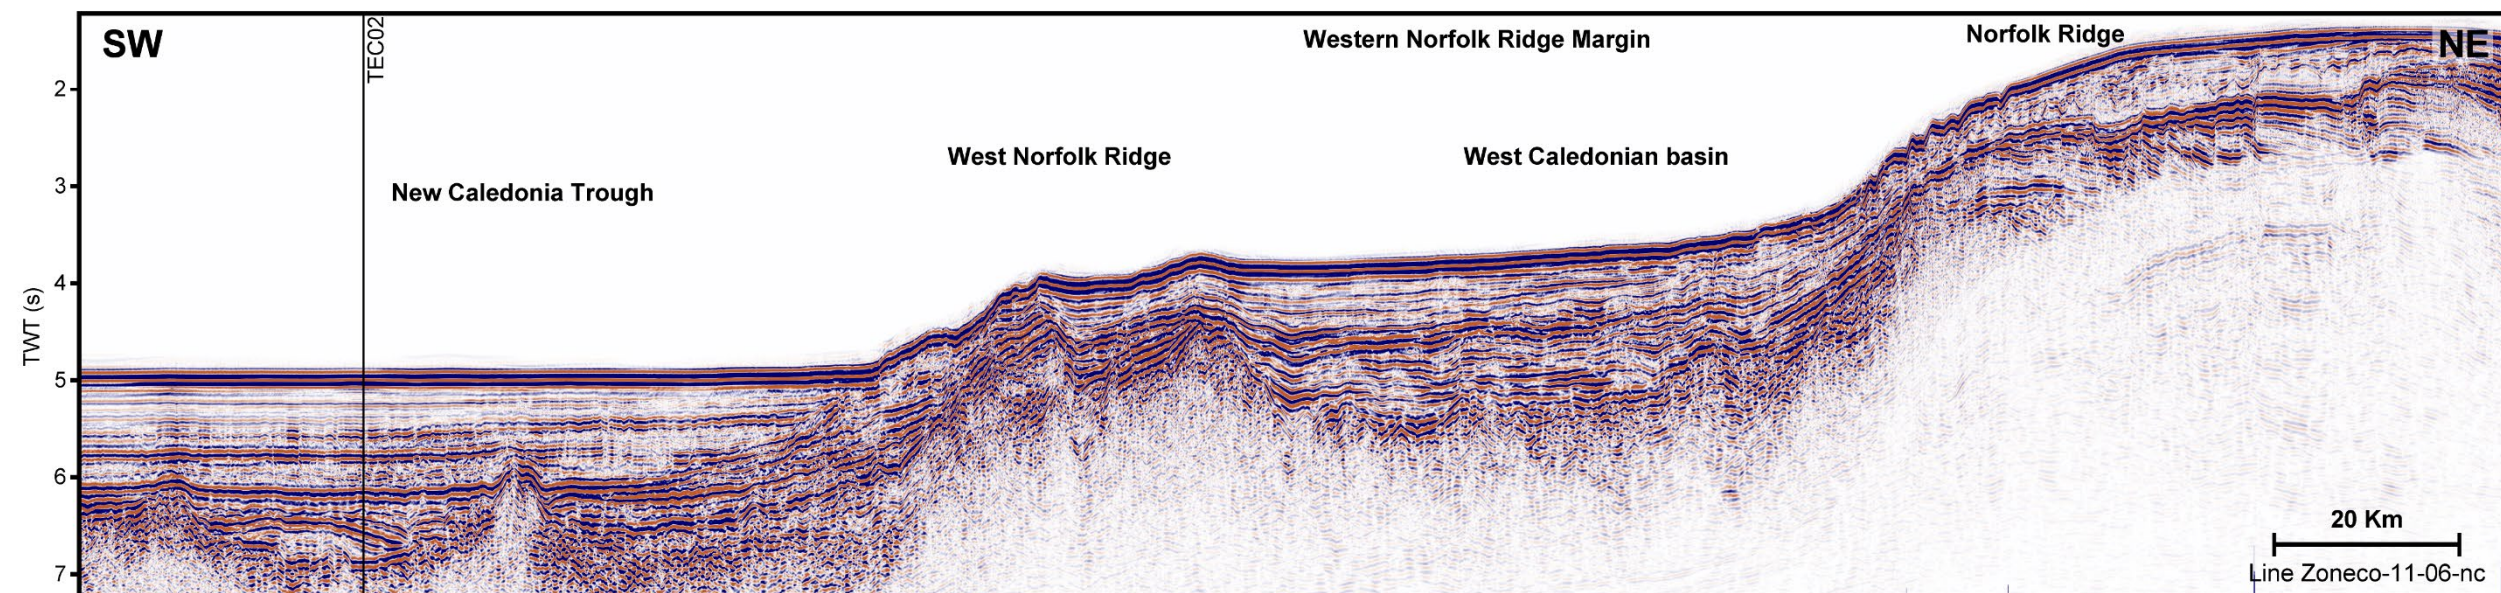 SW
TEC02
Western Norfolk Ridge Margin
Norfolk Ridge
NE
West Norfolk Ridge
West Caledonian basin
New Caledonia Trough
TWT (s)
2
3
4
5
6
7
20 Km
Line Zoneco-11-06-nc